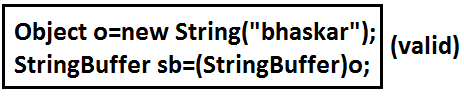 Object o=new String("bhaskar");
StringBuffer sb=(StringBuffer)o;
(valid)